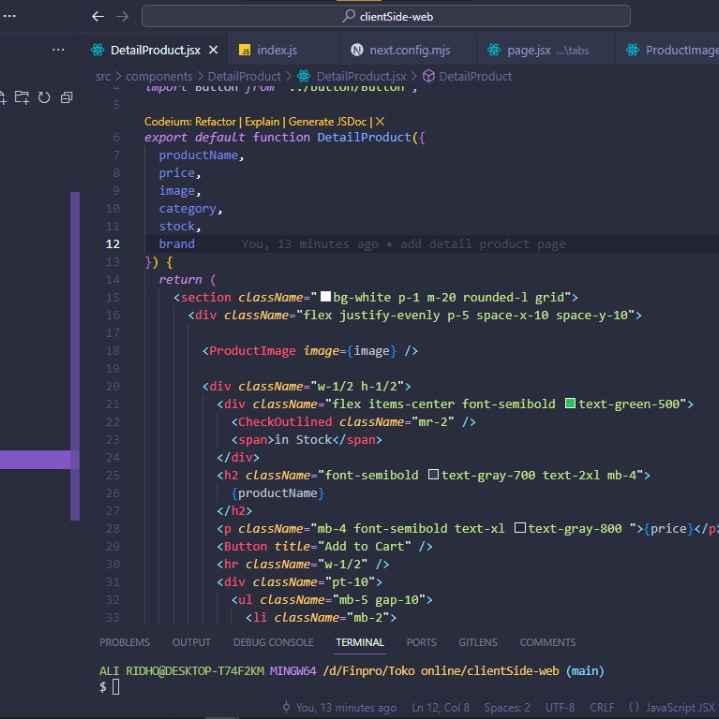 clientSide-web
DetailProduct.jsx index.js next.config.mjs page.jsx ...\tabs ProductImage
src > components > DetailProduct > DetailProduct.jsx > DetailProduct
4 import Button from "../button/Button";
5
Codeium: Refactor | Explain | Generate JSDoc | X
6 export default function DetailProduct({
7 productName,
8 price,
9 image,
10 category,
11 stock,
12 brand You, 13 minutes ago • add detail product page
13 }) {
14 return (
15 <section className="bg-white p-1 m-20 rounded-l grid">
16 <div className="flex justify-evenly p-5 space-x-10 space-y-10">
17
18 <ProductImage image={image} />
19
20 <div className="w-1/2 h-1/2">
21 <div className="flex items-center font-semibold text-green-500">
22 <CheckOutlined className="mr-2" />
23 <span>in Stock</span>
24 </div>
25 <h2 className="font-semibold text-gray-700 text-2xl mb-4">
26 {productName}
27 </h2>
28 <p className="mb-4 font-semibold text-xl text-gray-800 ">{price}</p>
29 <Button title="Add to Cart" />
30 <hr className="w-1/2" />
31 <div className="pt-10">
32 <ul className="mb-5 gap-10">
33 <li className="mb-2">
PROBLEMS OUTPUT DEBUG CONSOLE TERMINAL PORTS GITLENS COMMENTS
ALI RIDHO@DESKTOP-T74F2KM MINGW64 /d/Finpro/Toko online/clientSide-web (main)
$
You, 13 minutes ago Ln 12, Col 8 Spaces: 2 UTF-8 CRLF {} JavaScript JSX